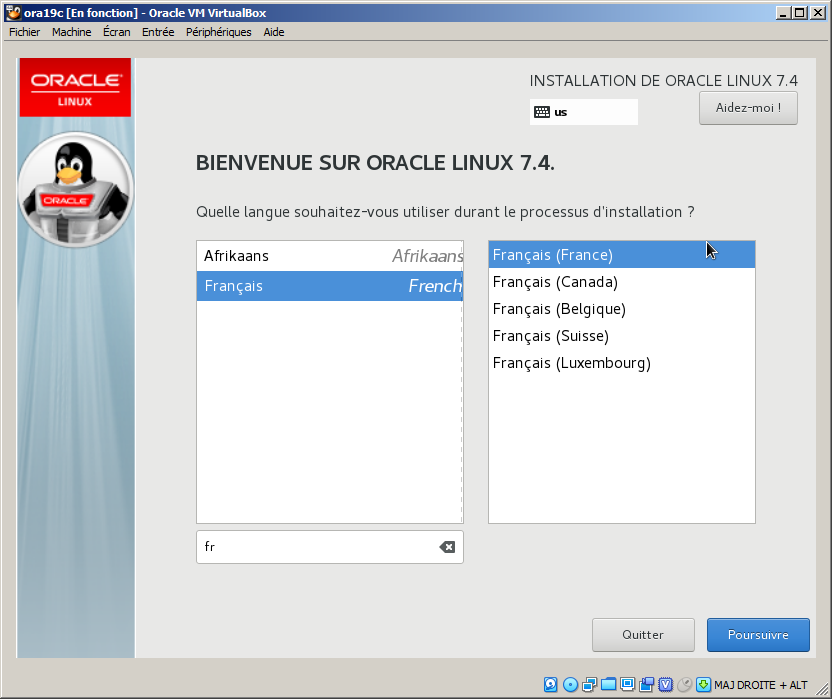 ora19c [En fonction] - Oracle VM VirtualBox
Fichier Machine Écran Entrée Périphériques Aide
ORACLE
LINUX
INSTALLATION DE ORACLE LINUX 7.4
us
Aidez-moi !
ORACLE
BIENVENUE SUR ORACLE LINUX 7.4.
Quelle langue souhaitez-vous utiliser durant le processus d'installation ?
Afrikaans Afrikaans
Français French
Français (France)
Français (Canada)
Français (Belgique)
Français (Suisse)
Français (Luxembourg)
fr
Quitter
Poursuivre
MAJ DROITE + ALT